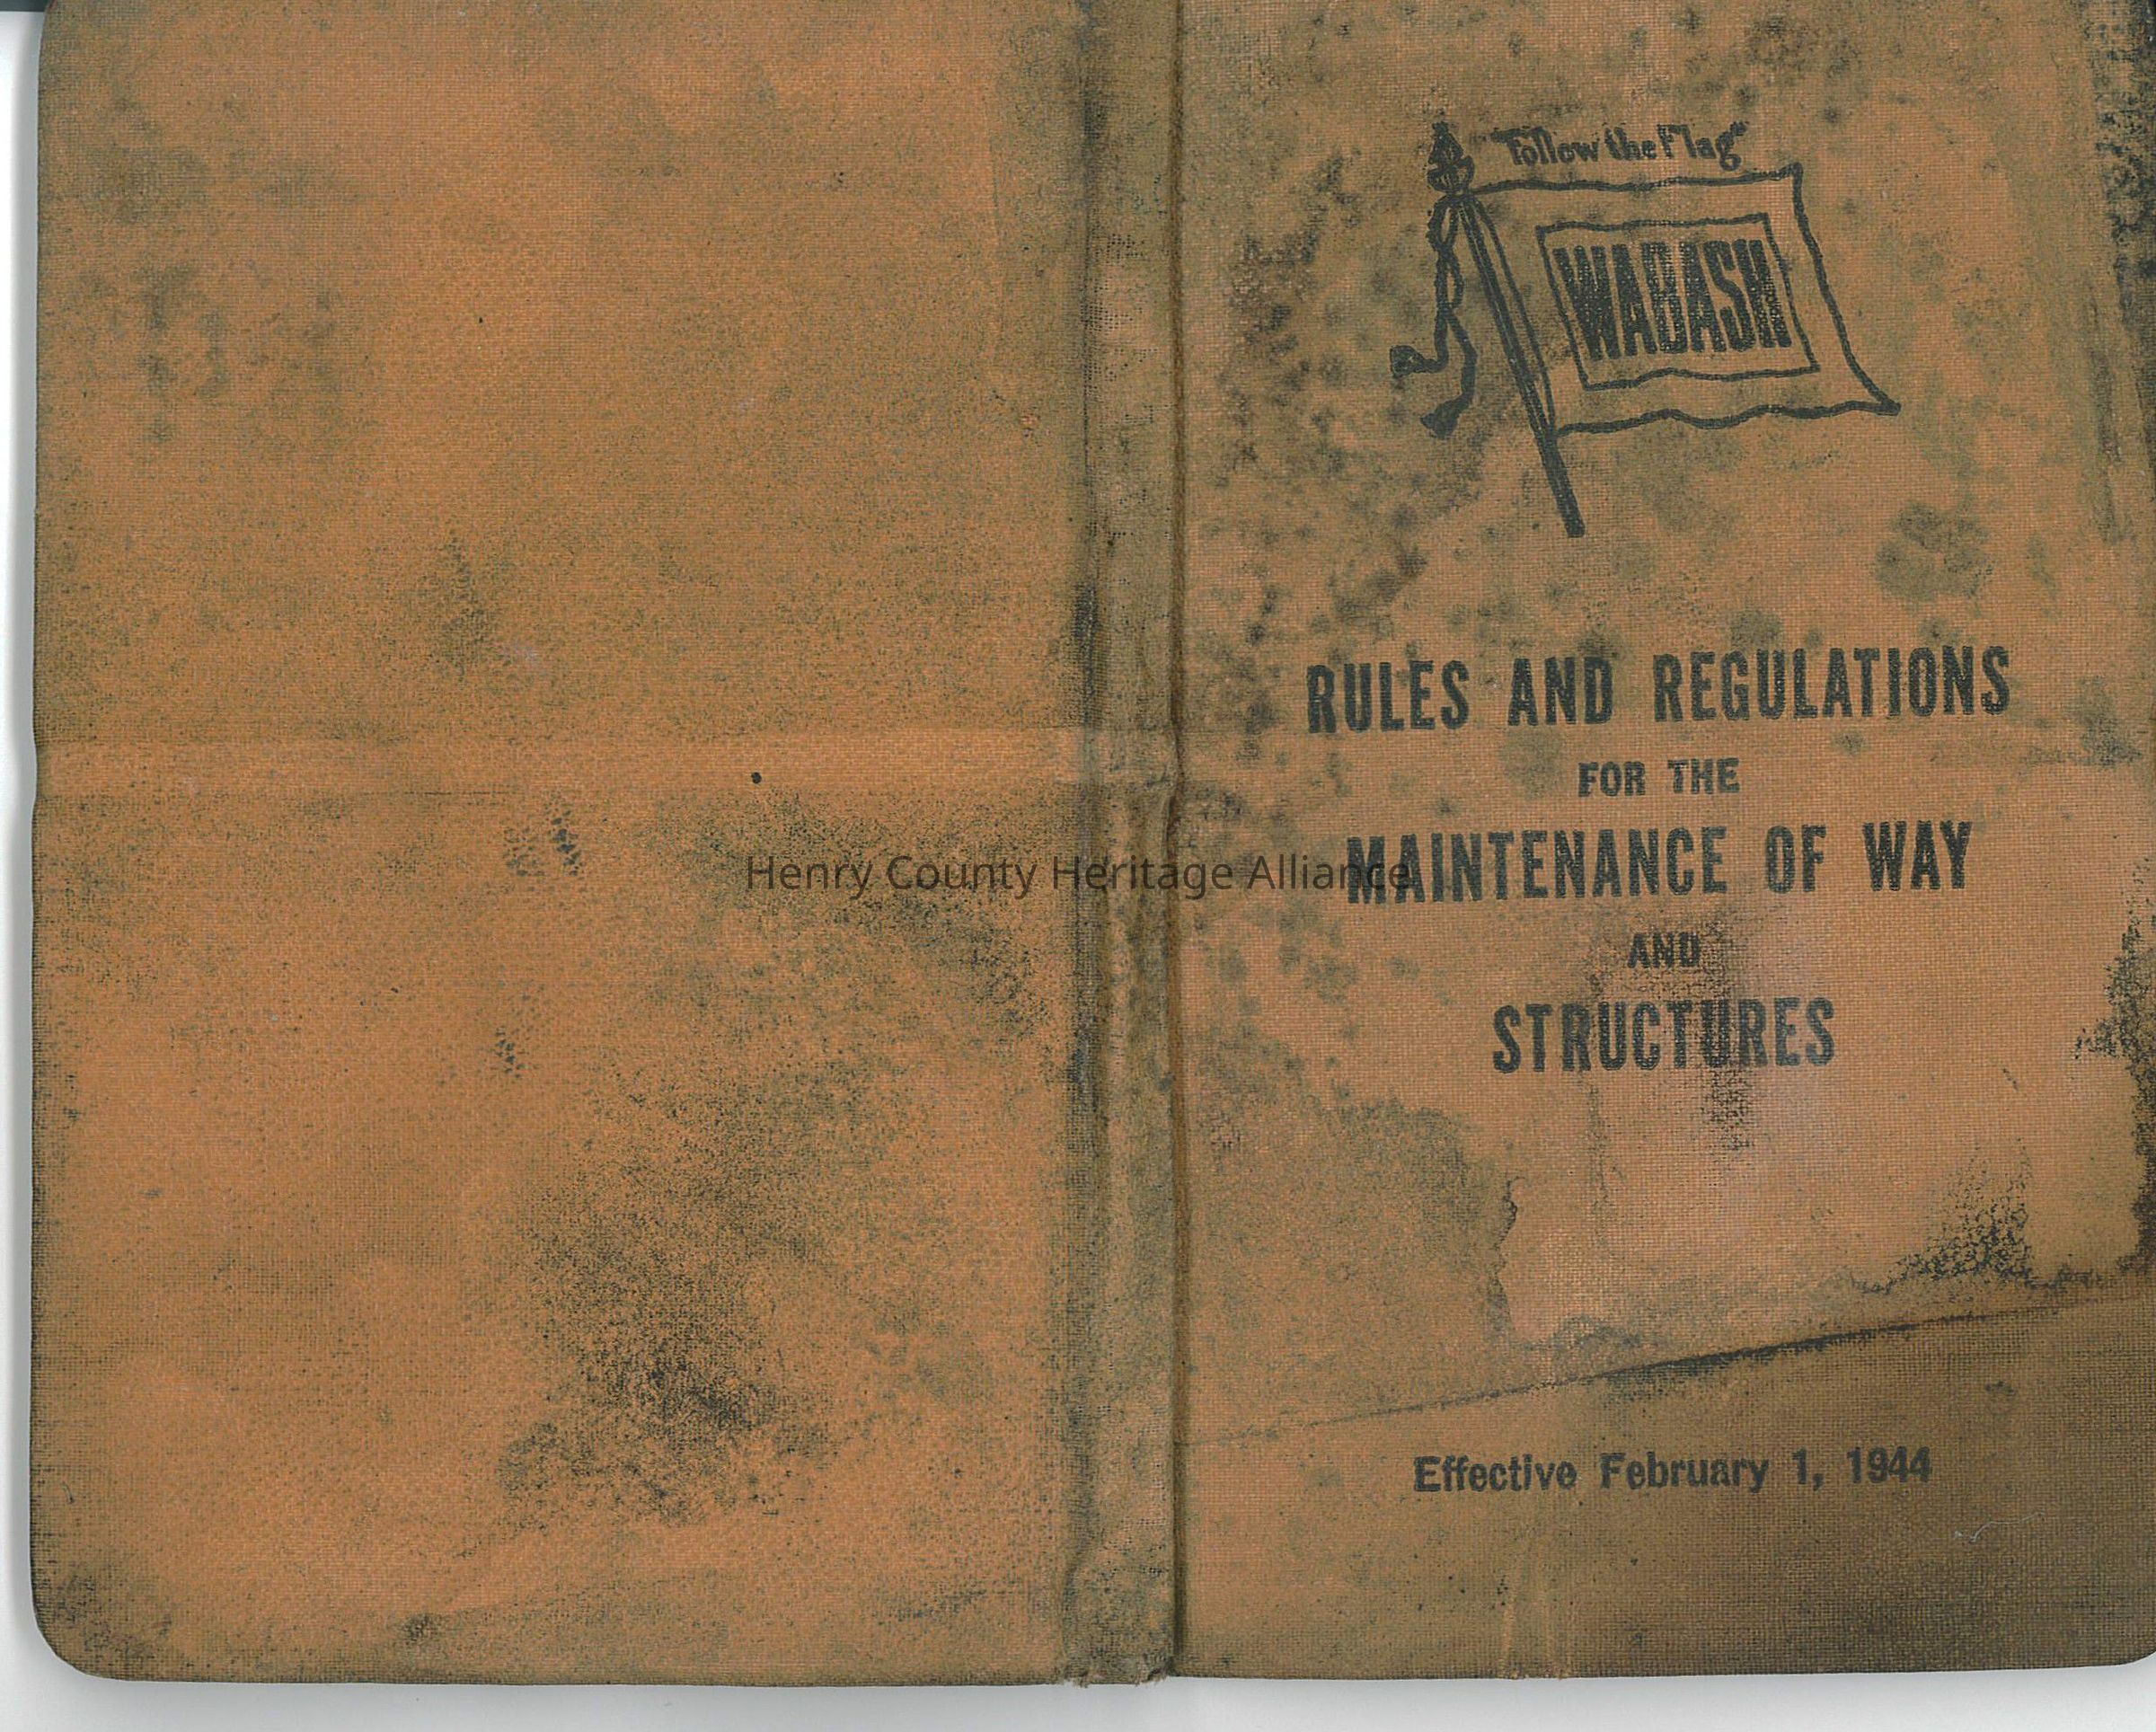 Follow the Flag
WABASH
RULES AND REGULATIONS
FOR THE
MAINTENANCE OF WAY
AND
STRUCTURES
Effective February 1, 1944
Henry County Heritage Alliance